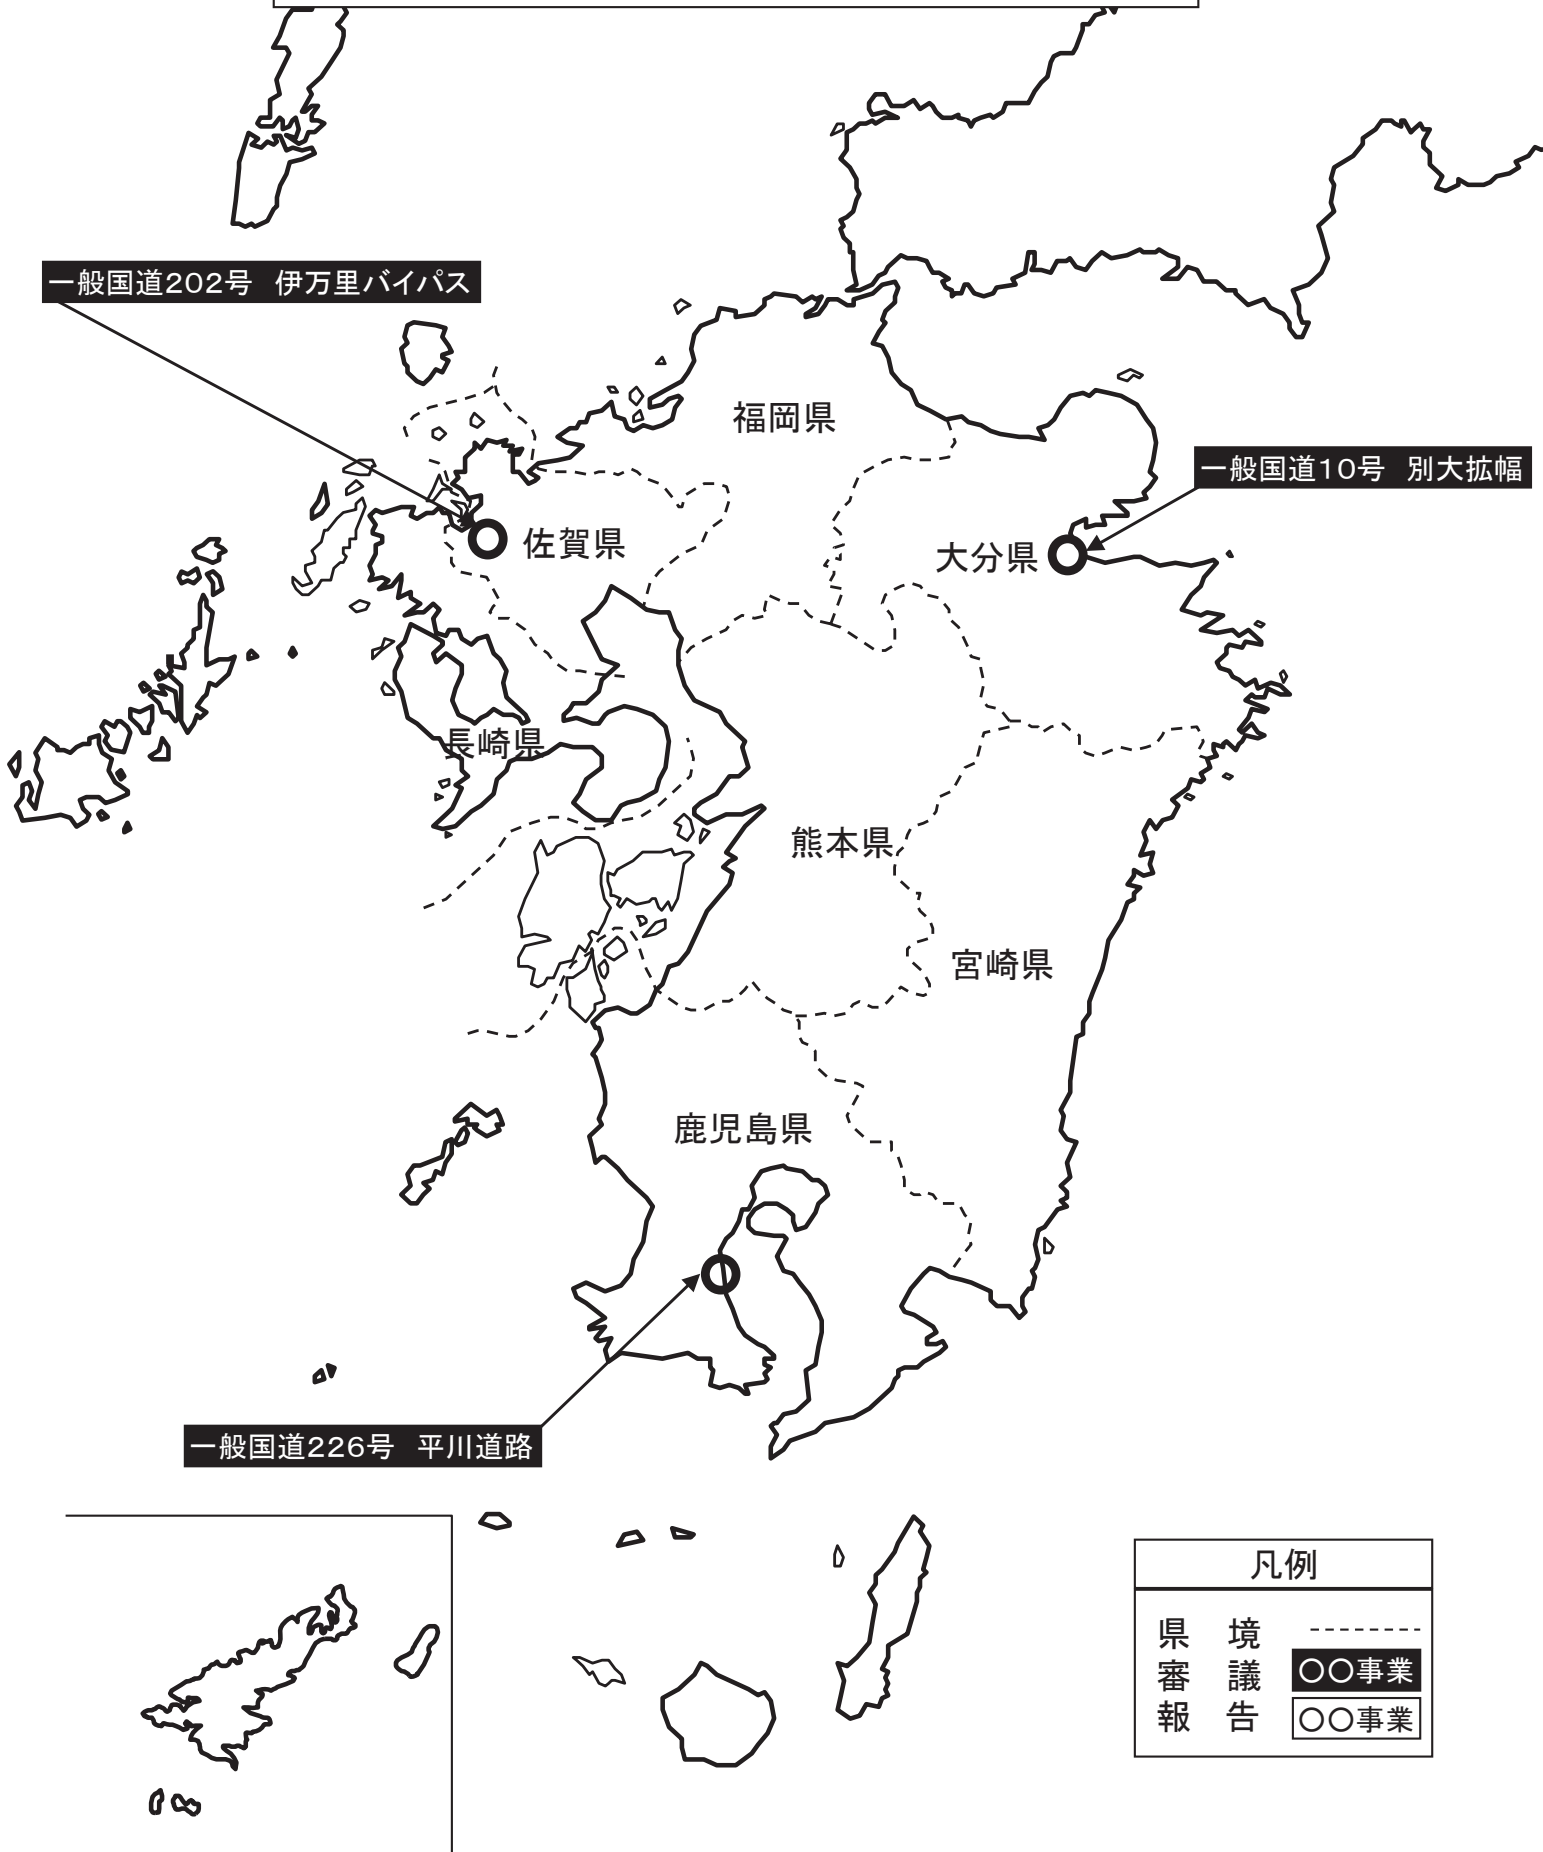 一般国道202号　伊万里バイパス
福岡県
一般国道10号　別大拡幅
佐賀県
大分県
長崎県
熊本県
宮崎県
鹿児島県
一般国道226号　平川道路
凡例
県　境
審　議　○○事業
報　告　○○事業